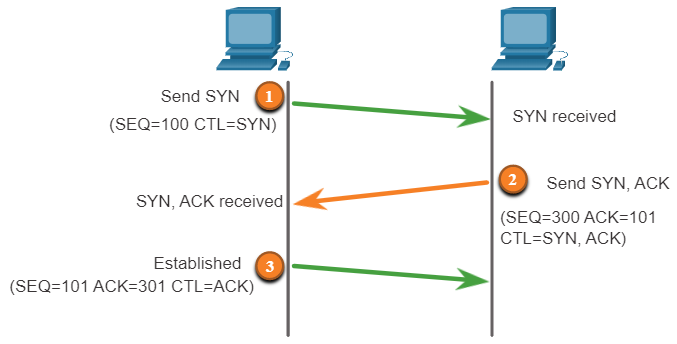 Send SYN 1
(SEQ=100 CTL=SYN)
SYN received
2 Send SYN, ACK
SYN, ACK received
(SEQ=300 ACK=101
CTL=SYN, ACK)
Established 3
(SEQ=101 ACK=301 CTL=ACK)